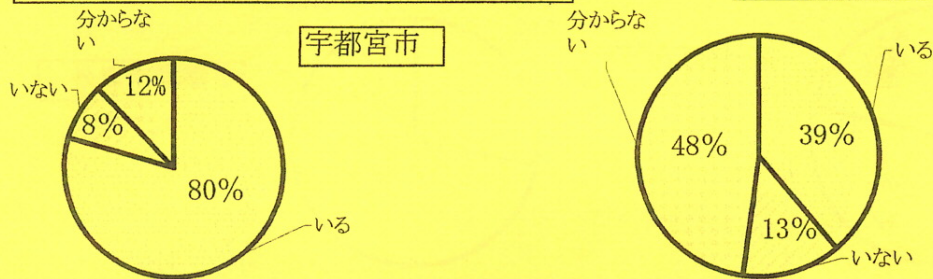 分からな
い
宇都宮市
いない
12%
8%
80%
いる
分からな
い
いる
48%
39%
13%
いない